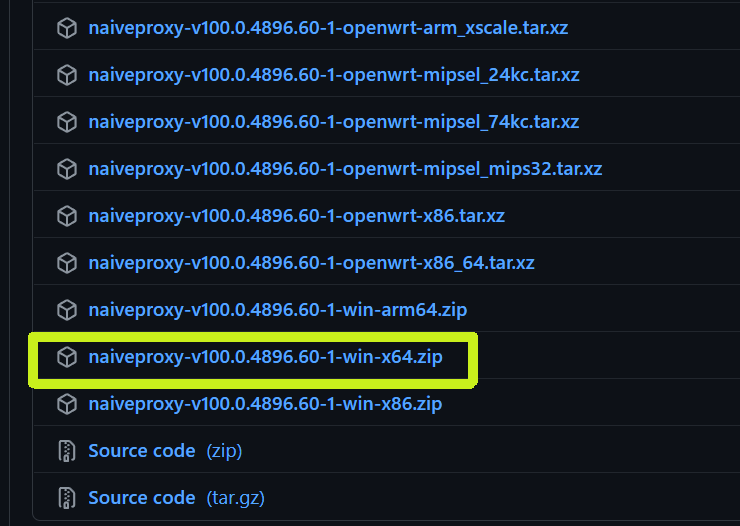 naiveproxy-v100.0.4896.60-1-openwrt-arm_xscale.tar.xz
naiveproxy-v100.0.4896.60-1-openwrt-mipsel_24kc.tar.xz
naiveproxy-v100.0.4896.60-1-openwrt-mipsel_74kc.tar.xz
naiveproxy-v100.0.4896.60-1-openwrt-mipsel_mips32.tar.xz
naiveproxy-v100.0.4896.60-1-openwrt-x86.tar.xz
naiveproxy-v100.0.4896.60-1-openwrt-x86_64.tar.xz
naiveproxy-v100.0.4896.60-1-win-arm64.zip
naiveproxy-v100.0.4896.60-1-win-x64.zip
naiveproxy-v100.0.4896.60-1-win-x86.zip
Source code (zip)
Source code (tar.gz)